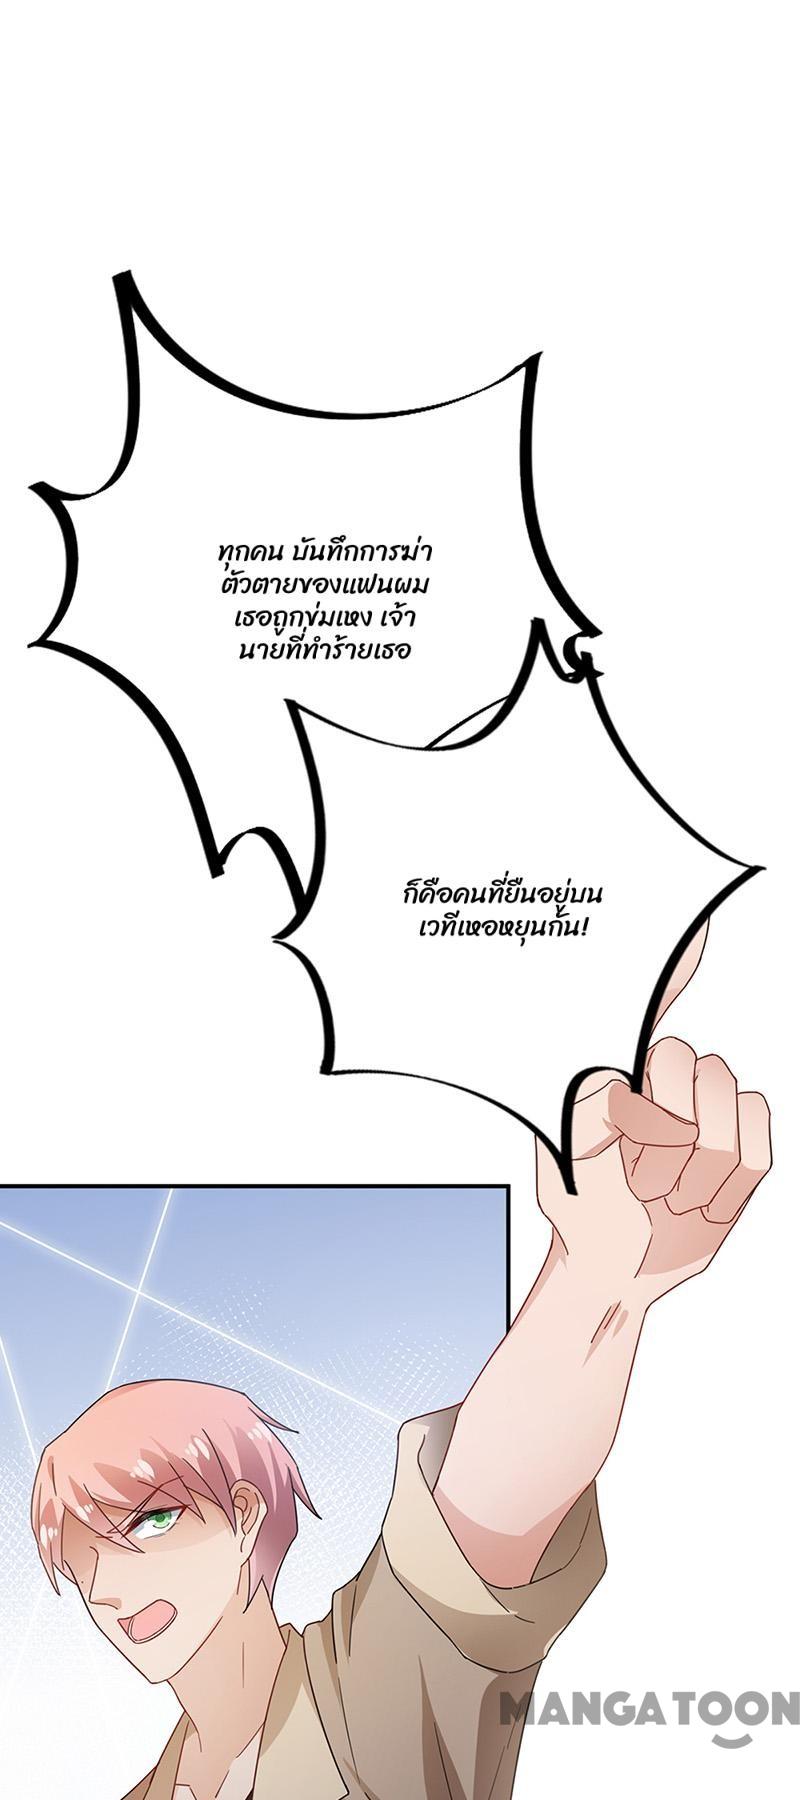 ทุกคน บันทึกการฆ่า
ตัวตายของแฟนผม
เธอถูกข่มเหง เจ้า
นายที่ทำร้ายเธอ
ก็คือคนที่ยืนอยู่บน
เวทีเหอหยุนกั๋น!
MANGATOON